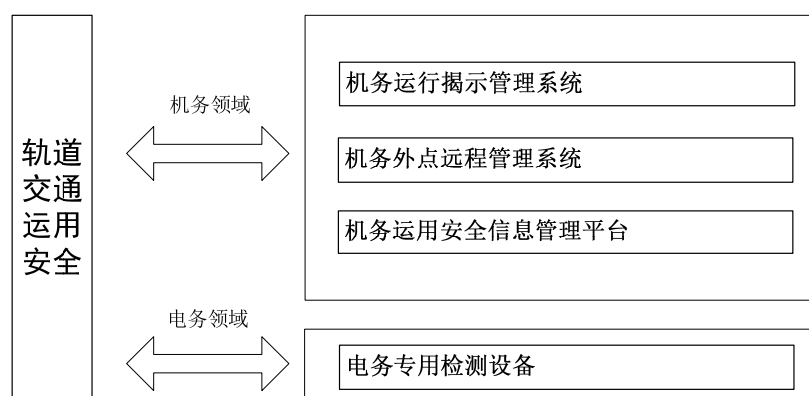 轨道
交通
运用
安全
机务领域
机务运行揭示管理系统
机务外点远程管理系统
机务运用安全信息管理平台
电务领域
电务专用检测设备